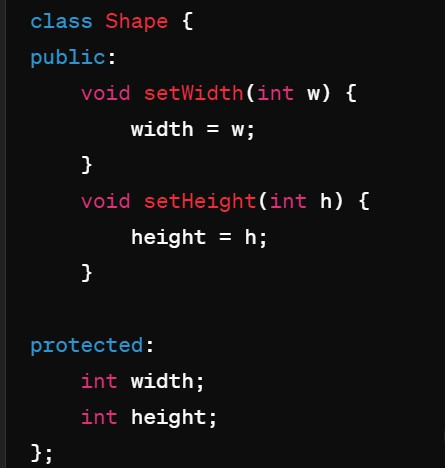 class Shape {
public:
    void setWidth(int w) {
        width = w;
    }
    void setHeight(int h) {
        height = h;
    }

protected:
    int width;
    int height;
};